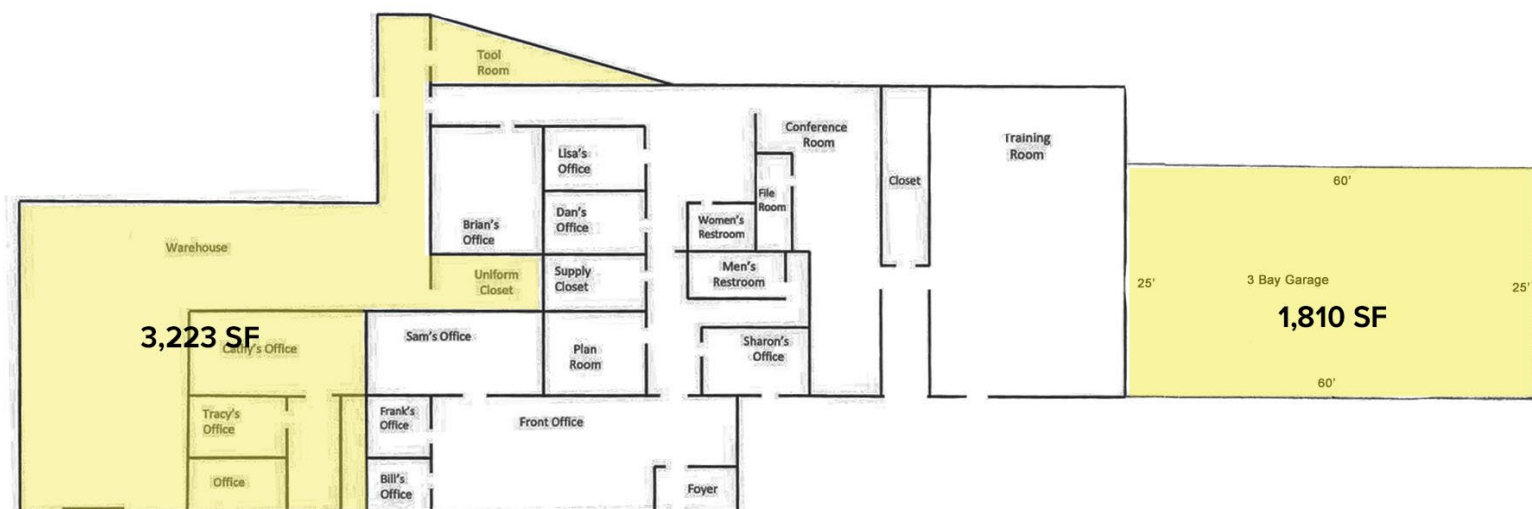 Tool
Room
Lisa's
Office
Conference
Room
Training
Room
Closet
60'
File
Room
Dan's
Office
Women's
Restroom
Brian's
Office
Warehouse
Uniform
Closet
Supply
Closet
Men's
Restroom
25'
3 Bay Garage
25'
1,810 SF
3,223 SF
Cathy's Office
Sam's Office
Plan
Room
Sharon's
Office
60'
Tracy's
Office
Frank's
Office
Front Office
Office
Bill's
Office
Foyer